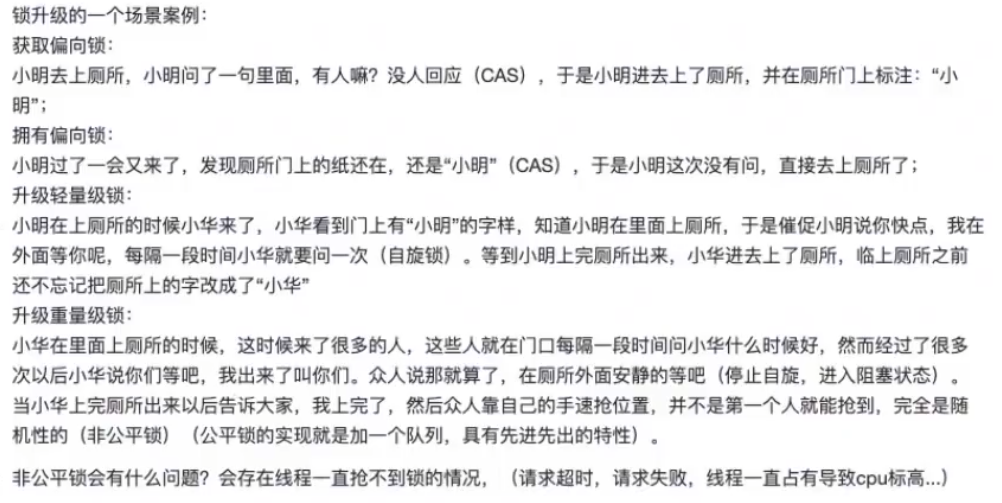 锁升级的一个场景案例：
获取偏向锁：
小明去上厕所，小明问了一句里面，有人嘛？没人回应（CAS），于是小明进去上了厕所，并在厕所门上标注：“小
明”；
拥有偏向锁：
小明过了一会又来了，发现厕所门上的纸还在，还是“小明”（CAS），于是小明这次没有问，直接去上厕所了；
升级轻量级锁：
小明在上厕所的时候小华来了，小华看到门上有“小明”的字样，知道小明在里面上厕所，于是催促小明说你快点，我在
外面等你呢，每隔一段时间小华就要问一次（自旋锁）。等到小明上完厕所出来，小华进去上了厕所，临上厕所之前
还不忘记把厕所上的字改成了“小华”
升级重量级锁：
小华在里面上厕所的时候，这时候来了很多的人，这些人就在门口每隔一段时间问小华什么时候好，然而经过了很多
次以后小华说你们等吧，我出来了叫你们。众人说那就算了，在厕所外面安静的等吧（停止自旋，进入阻塞状态）。
当小华上完厕所出来以后告诉大家，我上完了，然后众人靠自己的手速抢位置，并不是第一个人就能抢到，完全是随
机性的（非公平锁）（公平锁的实现就是加一个队列，具有先进先出的特性）。
非公平锁会有什么问题？会存在线程一直抢不到锁的情况，（请求超时，请求失败，线程一直占有导致cpu标高...）